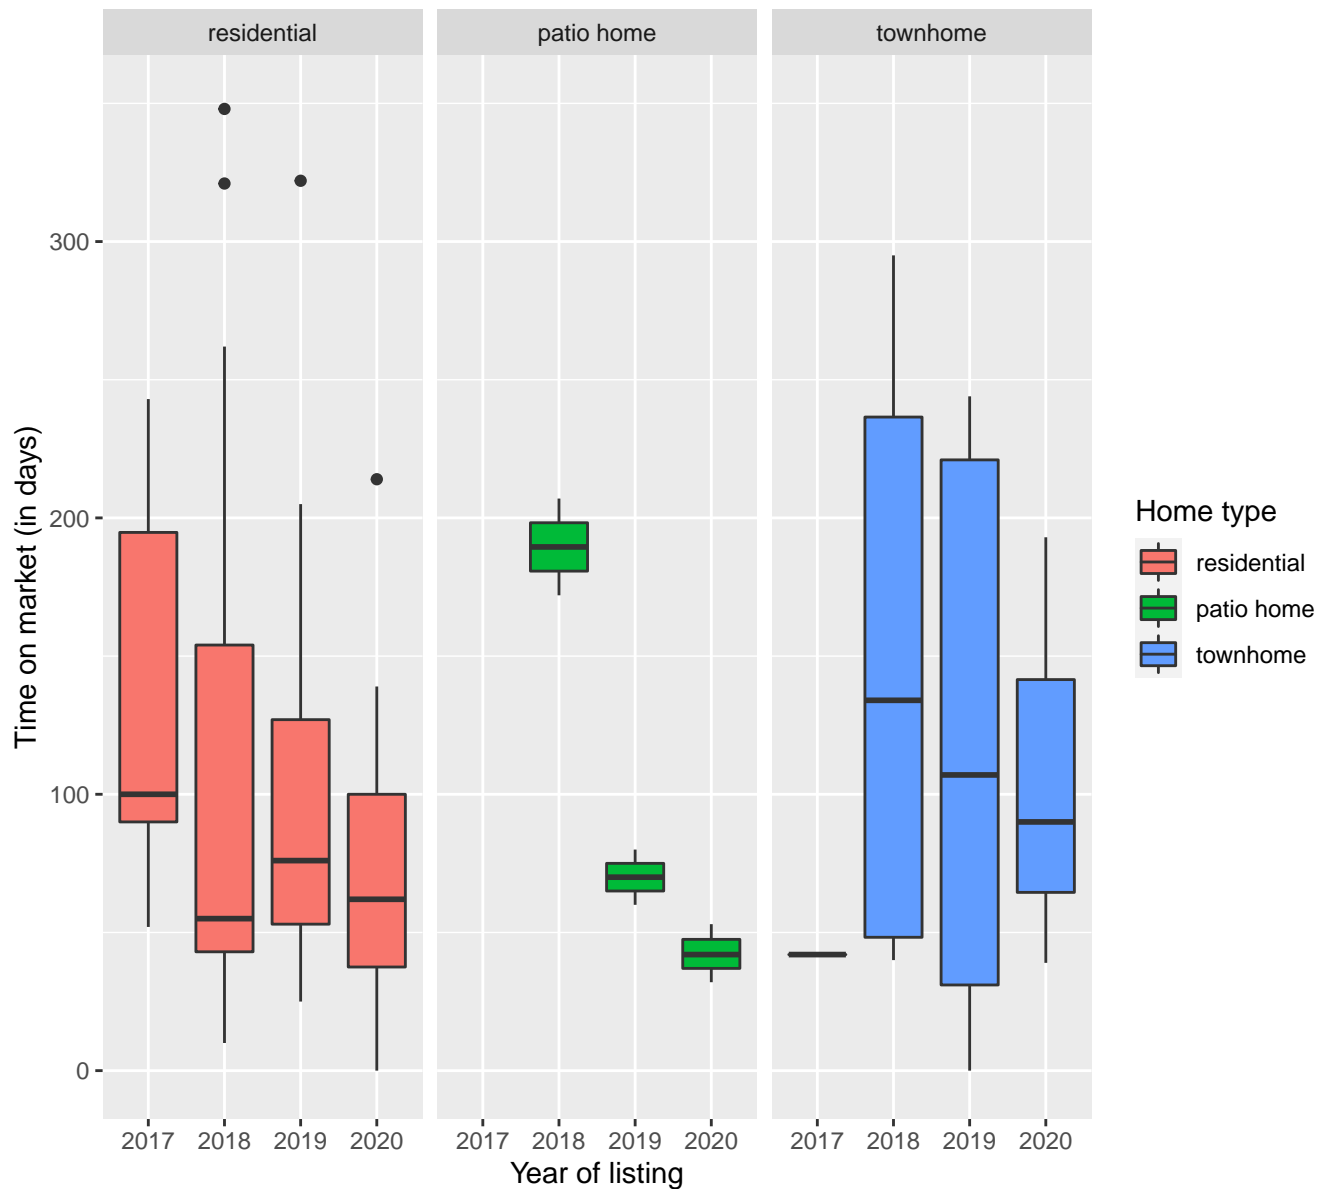 residential patio home townhome
300
200
100
0
Time on market (in days)
2017 2018 2019 2020 2017 2018 2019 2020 2017 2018 2019 2020
Year of listing
Home type
residential
patio home
townhome